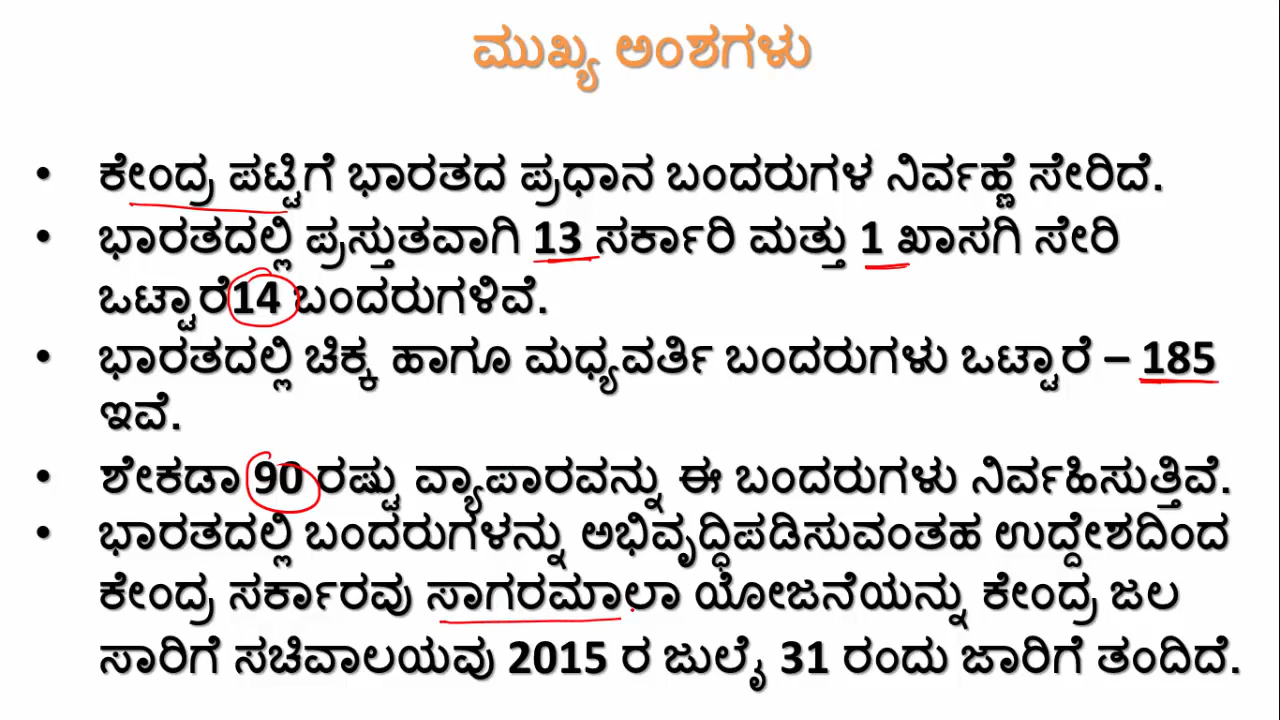 ಮುಖ್ಯ ಅಂಶಗಳು
• ಕೇಂದ್ರ ಪಟ್ಟಿಗೆ ಭಾರತದ ಪ್ರಧಾನ ಬಂದರುಗಳ ನಿರ್ವಹ್ಣೆ ಸೇರಿದೆ.
• ಭಾರತದಲ್ಲಿ ಪ್ರಸ್ತುತವಾಗಿ 13 ಸರ್ಕಾರಿ ಮತ್ತು 1 ಖಾಸಗಿ ಸೇರಿ
ಒಟ್ಟಾರೆ14 ಬಂದರುಗಳಿವೆ.
• ಭಾರತದಲ್ಲಿ ಚಿಕ್ಕ ಹಾಗೂ ಮಧ್ಯವರ್ತಿ ಬಂದರುಗಳು ಒಟ್ಟಾರೆ – 185
ಇವೆ.
• ಶೇಕಡಾ 90 ರಷ್ಟು ವ್ಯಾಪಾರವನ್ನು ಈ ಬಂದರುಗಳು ನಿರ್ವಹಿಸುತ್ತಿವೆ.
• ಭಾರತದಲ್ಲಿ ಬಂದರುಗಳನ್ನು ಅಭಿವೃದ್ಧಿಪಡಿಸುವಂತಹ ಉದ್ದೇಶದಿಂದ
ಕೇಂದ್ರ ಸರ್ಕಾರವು ಸಾಗರಮಾಲಾ ಯೋಜನೆಯನ್ನು ಕೇಂದ್ರ ಜಲ
ಸಾರಿಗೆ ಸಚಿವಾಲಯವು 2015 ರ ಜುಲೈ 31 ರಂದು ಜಾರಿಗೆ ತಂದಿದೆ.